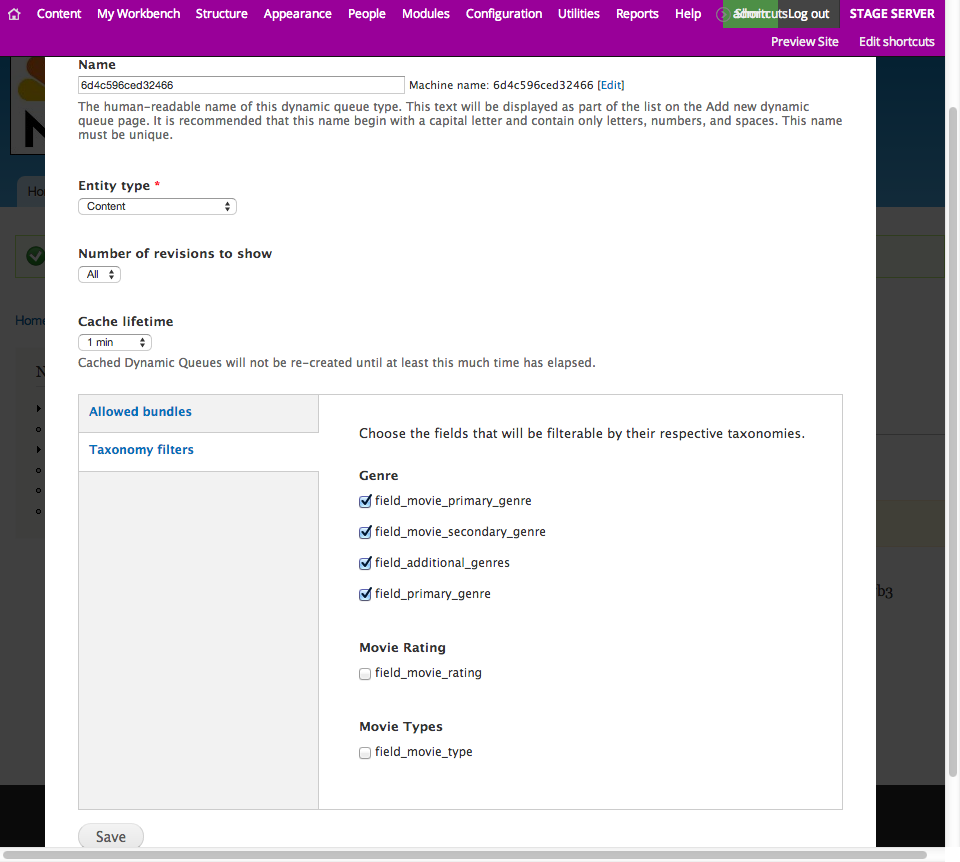 Content My Workbench Structure Appearance People Modules Configuration Utilities Reports Help Log out STAGE SERVER
Preview Site Edit shortcuts
Name
6d4c596ced32466 Machine name: 6d4c596ced32466 [Edit]
The human-readable name of this dynamic queue type. This text will be displayed as part of the list on the Add new dynamic
queue page. It is recommended that this name begin with a capital letter and contain only letters, numbers, and spaces. This name
must be unique.
Entity type *
Content
Number of revisions to show
All
Home
Cache lifetime
1 min
Cached Dynamic Queues will not be re-created until at least this much time has elapsed.
Allowed bundles
Taxonomy filters
Choose the fields that will be filterable by their respective taxonomies.
Genre
field_movie_primary_genre
field_movie_secondary_genre
field_additional_genres
field_primary_genre
Movie Rating
field_movie_rating
Movie Types
field_movie_type
Save